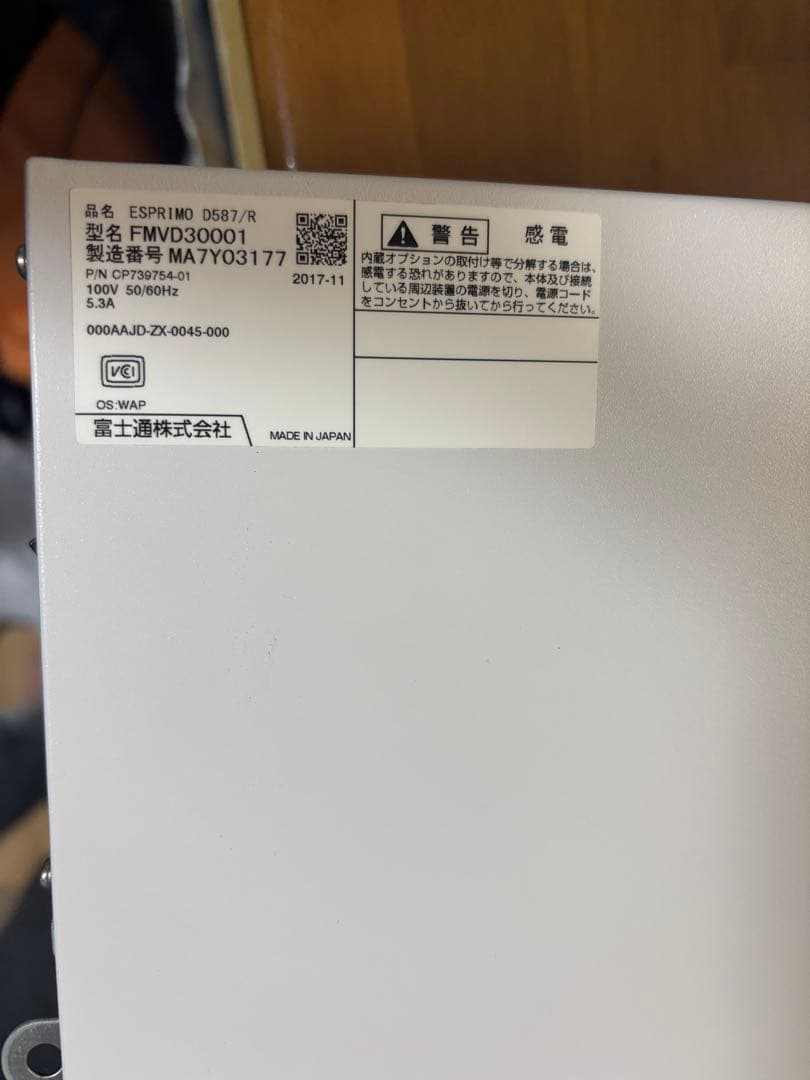 品名 ESPRIMO D587/R
型名 FMVD30001
製造番号 MA7Y03177
P/N CP739754-01
2017-11
100V 50/60Hz
5.3A
000AAJD-ZX-0045-000
VCI
OS:WAP
富士通株式会社
MADE IN JAPAN
警告 感電
内蔵オプションの取付け等で分解する場合は、
感電する恐れがありますので、本体及び接続
している周辺装置の電源を切り、電源コード
をコンセントから抜いてから行ってください。